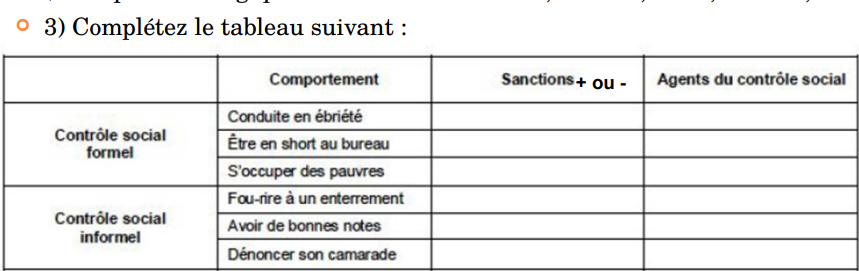 3) Complétez le tableau suivant :
Comportement Sanctions + ou - Agents du contrôle social
Contrôle social formel
Conduite en ébriété
Être en short au bureau
S'occuper des pauvres
Contrôle social informel
Fou-rire à un enterrement
Avoir de bonnes notes
Dénoncer son camarade